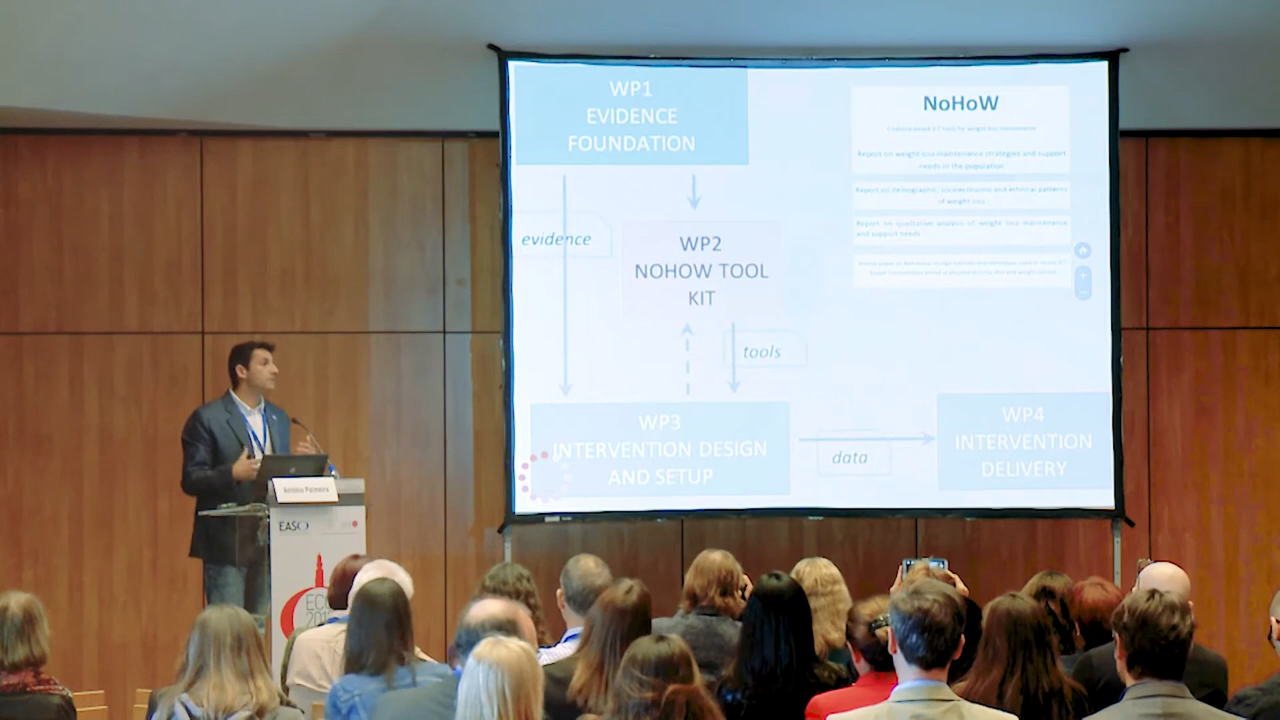 WP1
EVIDENCE
FOUNDATION
evidence
WP2
NOHOW TOOL
KIT
tools
WP3
INTERVENTION DESIGN
AND SETUP
data
WP4
INTERVENTION
DELIVERY
NoHoW
Report on weight loss maintenance strategies and support
needs in the population
Report on demographic, socioeconomic and ethnical patterns
of weight loss
Report on qualitative analysis of weight loss maintenance
and support needs
António Palmeira
EASO